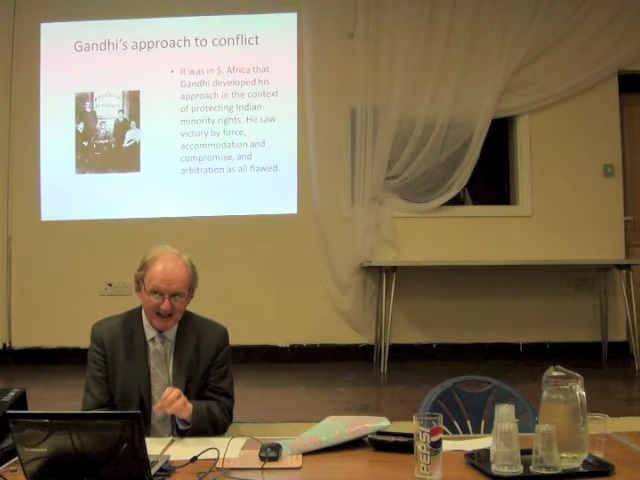 Gandhi's approach to conflict
• It was in S. Africa that
Gandhi developed his
approach in the context
of protecting Indian
minority rights. He saw
victory by force,
accommodation and
compromise, and
arbitration as all flawed.
PEPSI